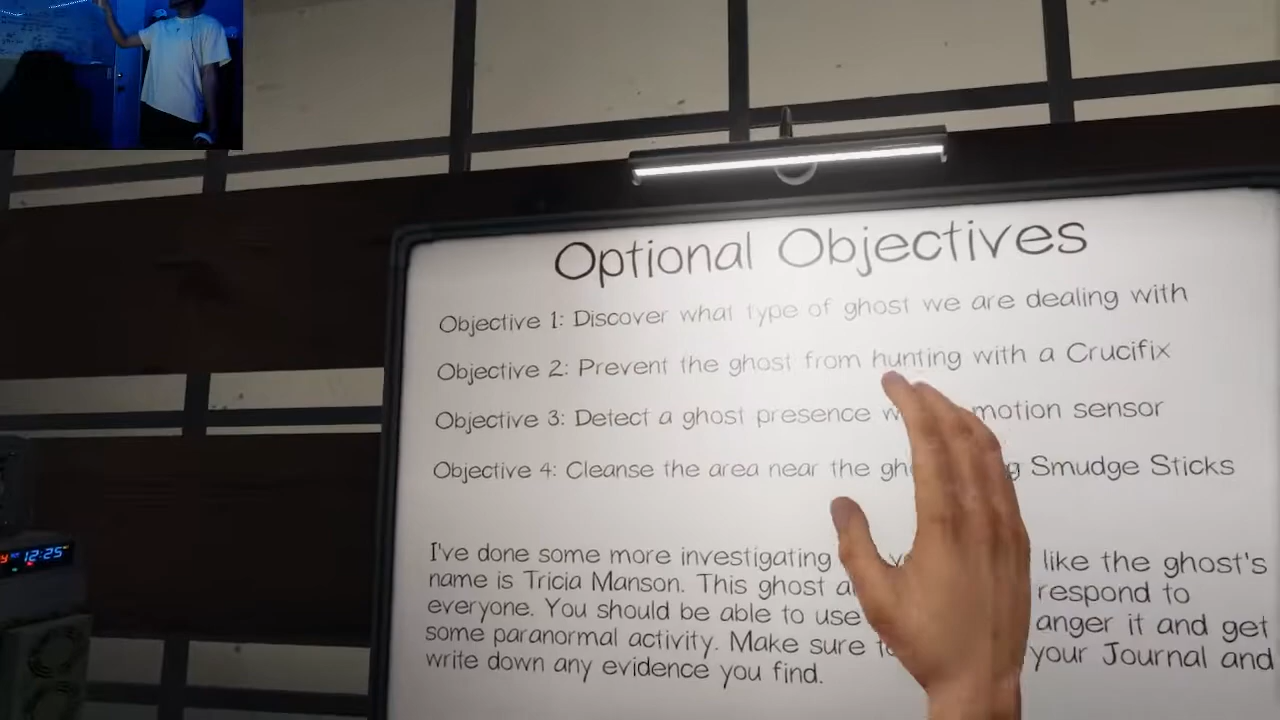 Optional Objectives
Objective 1: Discover what type of ghost we are dealing with
Objective 2: Prevent the ghost from hunting with a Crucifix
Objective 3: Detect a ghost presence motion sensor
Objective 4: Cleanse the area near the Smudge Sticks
I've done some more investigating like the ghost's
name is Tricia Manson. This ghost respond to
everyone. You should be able to use anger it and get
some paranormal activity. Make sure your Journal and
write down any evidence you find.
12:25